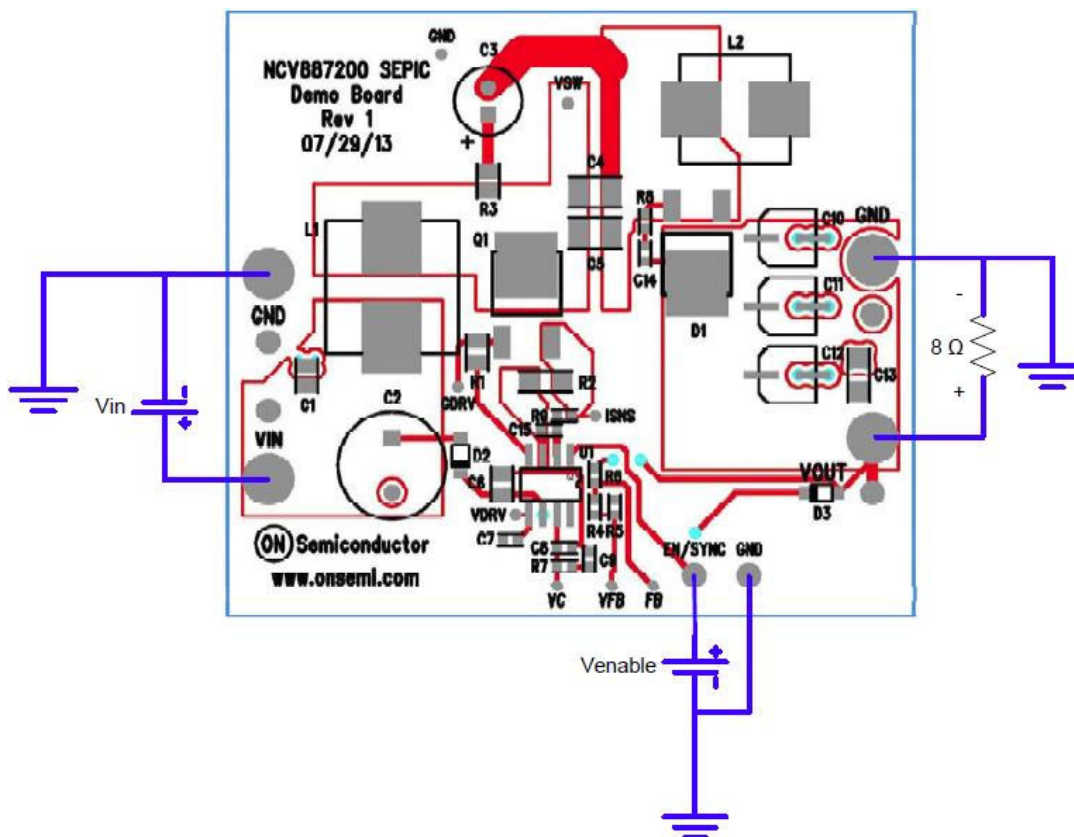 GND
C3
L2
NCV887200 SEPIC
Demo Board
Rev 1
07/29/13
VSW
+
C4
R3
L1
Q1
R8
C10
GND
C5
C14
C11
D1
GND
C12
C13
-
8 Ω
+
Vin
C1
R1
R2
GDRV
C2
R9
ISNS
C15
VIN
D2
U1
R6
VOUT
C6
D3
VDRV
R4
R5
C7
EN/SYNC
GND
ON Semiconductor
C8
R7
C9
www.onsemi.com
VC
VFB
FB
Venable